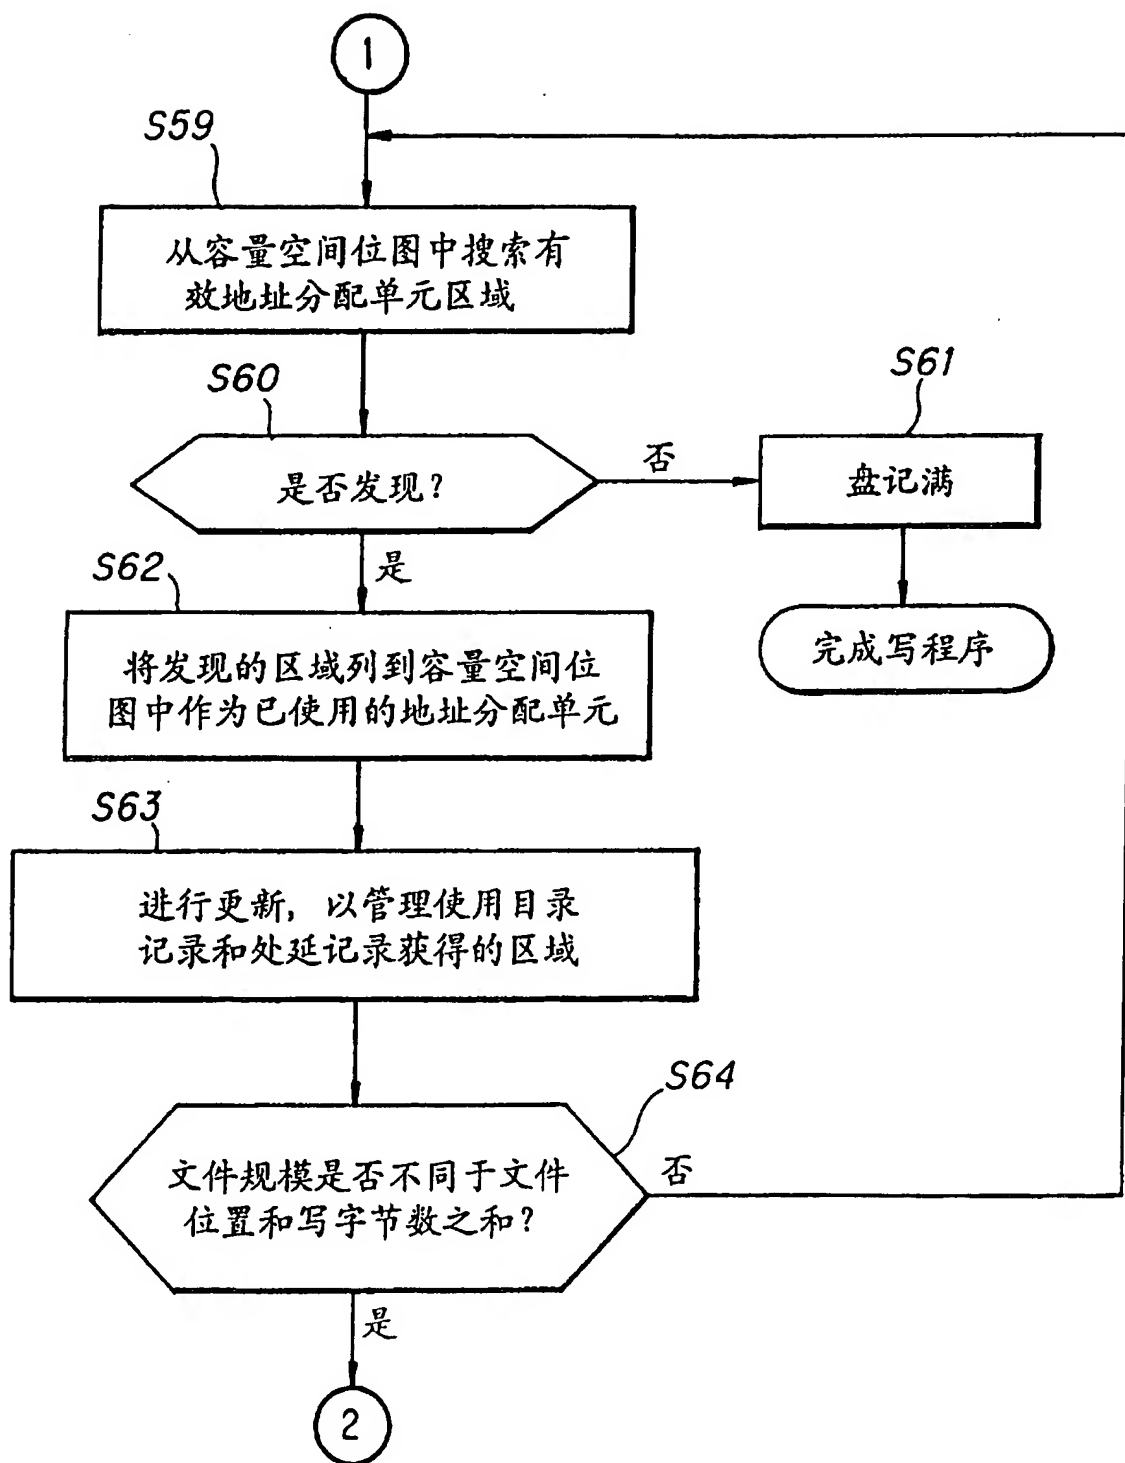 1
S59
从容量空间位图中搜索有
效地址分配单元区域
S60
是否发现?
否
S61
盘记满
完成写程序
是
S62
将发现的区域列到容量空间位
图中作为已使用的地址分配单元
S63
进行更新, 以管理使用目录
记录和处延记录获得的区域
S64
文件规模是否不同于文件
位置和写字节数之和?
否
是
2